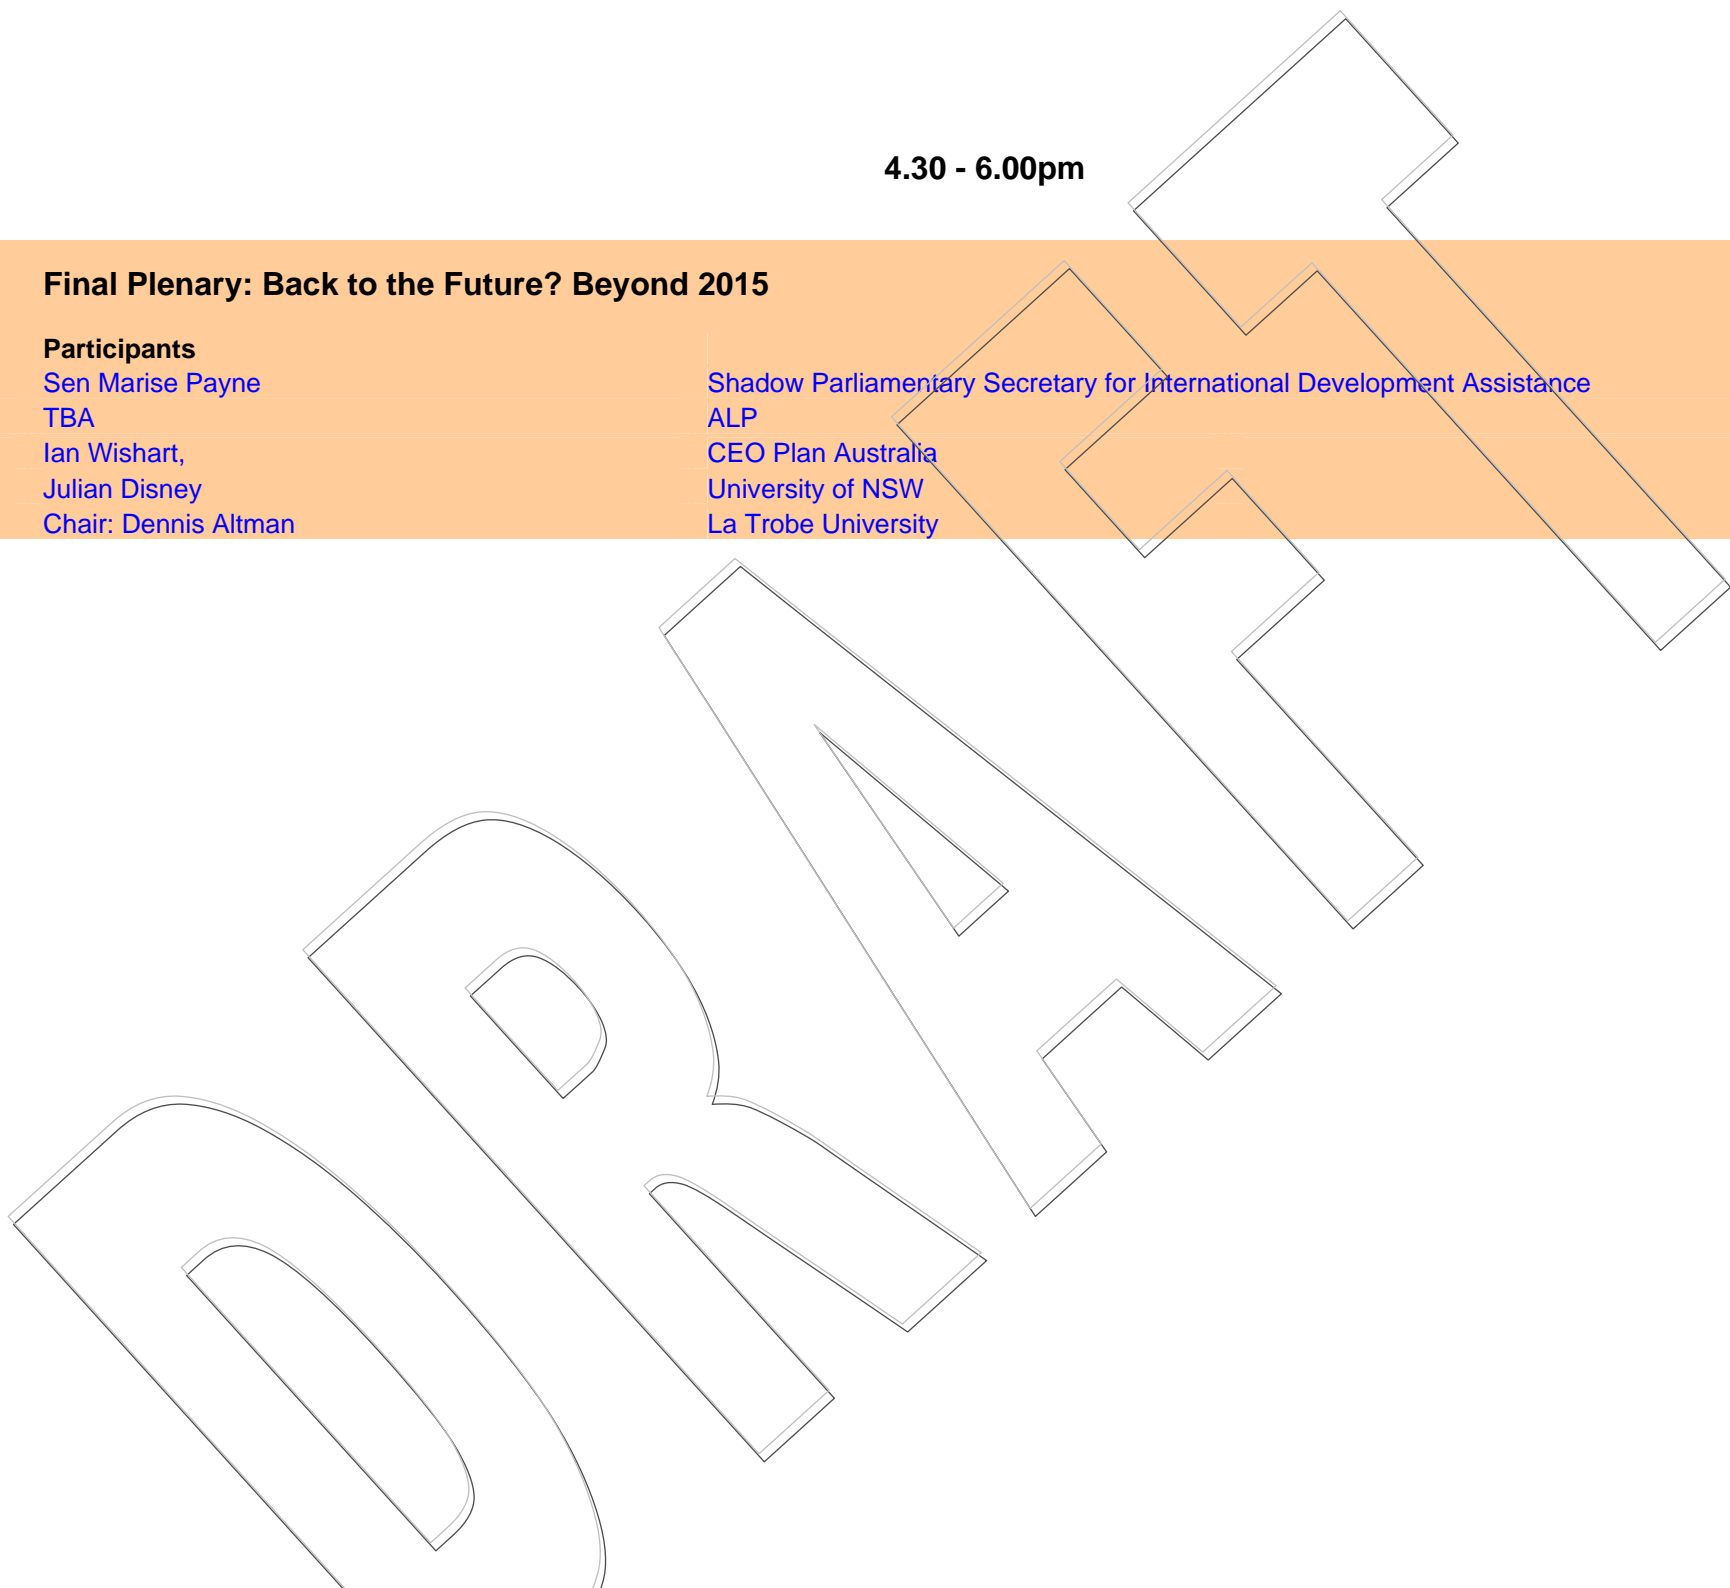 4.30 - 6.00pm
Final Plenary: Back to the Future? Beyond 2015
Participants
Sen Marise Payne Shadow Parliamentary Secretary for International Development Assistance
TBA ALP
Ian Wishart, CEO Plan Australia
Julian Disney University of NSW
Chair: Dennis Altman La Trobe University
DRAFT